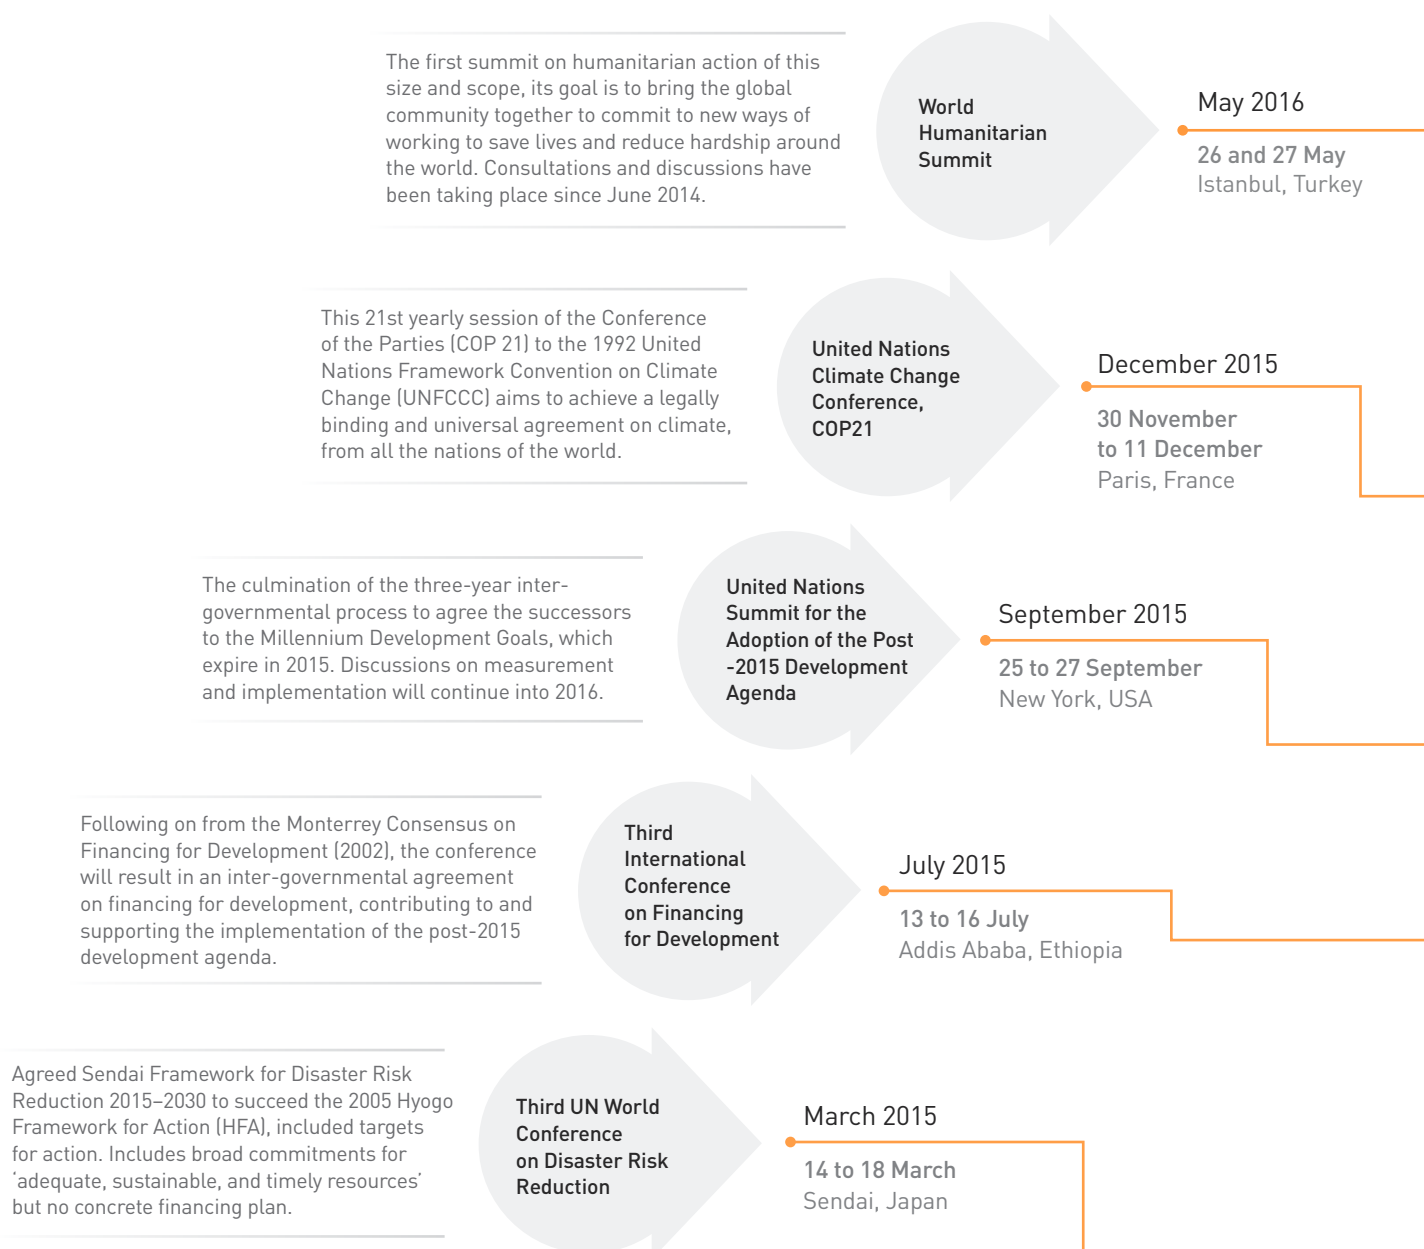 The first summit on humanitarian action of this
size and scope, its goal is to bring the global
community together to commit to new ways of
working to save lives and reduce hardship around
the world. Consultations and discussions have
been taking place since June 2014.
World
Humanitarian
Summit
May 2016
26 and 27 May
Istanbul, Turkey
This 21st yearly session of the Conference
of the Parties (COP 21) to the 1992 United
Nations Framework Convention on Climate
Change (UNFCCC) aims to achieve a legally
binding and universal agreement on climate,
from all the nations of the world.
United Nations
Climate Change
Conference,
COP21
December 2015
30 November
to 11 December
Paris, France
The culmination of the three-year inter-
governmental process to agree the successors
to the Millennium Development Goals, which
expire in 2015. Discussions on measurement
and implementation will continue into 2016.
United Nations
Summit for the
Adoption of the Post
-2015 Development
Agenda
September 2015
25 to 27 September
New York, USA
Following on from the Monterrey Consensus on
Financing for Development (2002), the conference
will result in an inter-governmental agreement
on financing for development, contributing to and
supporting the implementation of the post-2015
development agenda.
Third
International
Conference
on Financing
for Development
July 2015
13 to 16 July
Addis Ababa, Ethiopia
Agreed Sendai Framework for Disaster Risk
Reduction 2015–2030 to succeed the 2005 Hyogo
Framework for Action (HFA), included targets
for action. Includes broad commitments for
‘adequate, sustainable, and timely resources’
but no concrete financing plan.
Third UN World
Conference
on Disaster Risk
Reduction
March 2015
14 to 18 March
Sendai, Japan